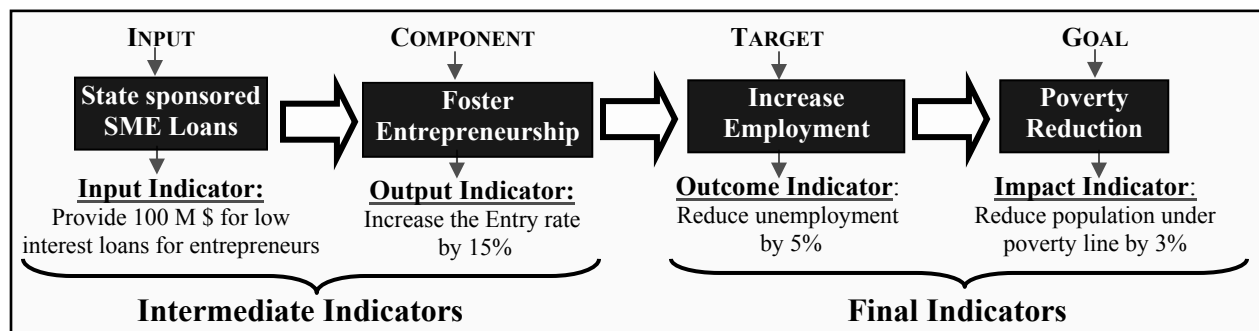 INPUT
State sponsored
SME Loans
Input Indicator:
Provide 100 M $ for low
interest loans for entrepreneurs
COMPONENT
Foster
Entrepreneurship
Output Indicator:
Increase the Entry rate
by 15%
Intermediate Indicators
TARGET
Increase
Employment
Outcome Indicator:
Reduce unemployment
by 5%
GOAL
Poverty
Reduction
Impact Indicator:
Reduce population under
poverty line by 3%
Final Indicators